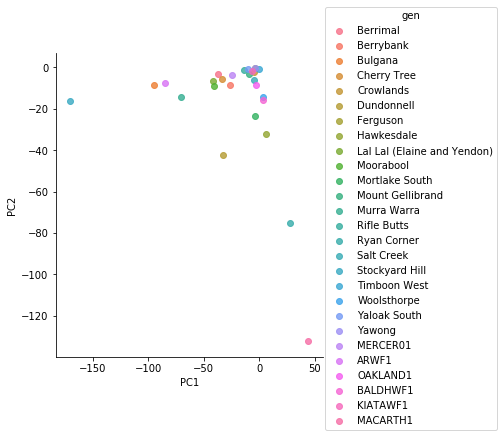 gen
Berrimal
Berrybank
Bulgana
Cherry Tree
Crowlands
Dundonnell
Ferguson
Hawkesdale
Lal Lal (Elaine and Yendon)
Moorabool
Mortlake South
Mount Gellibrand
Murra Warra
Rifle Butts
Ryan Corner
Salt Creek
Stockyard Hill
Timboon West
Woolsthorpe
Yaloak South
Yawong
MERCER01
ARWF1
OAKLAND1
BALDHWF1
KIATAWF1
MACARTH1
PC2
0
−20
−40
−60
−80
−100
−120
−150
−100
−50
0
50
PC1